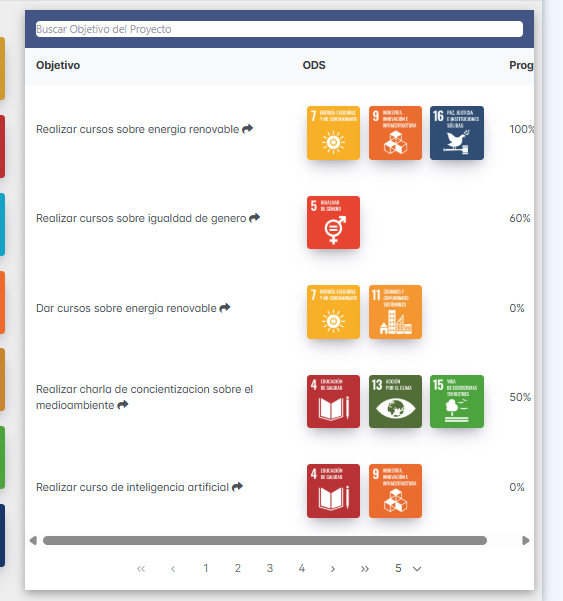 Buscar Objetivo del Proyecto
Objetivo ODS Prog
Realizar cursos sobre energia renovable 7 ENERGÍA ASEQUIBLE Y NO CONTAMINANTE 9 INDUSTRIA, INNOVACIÓN E INFRAESTRUCTURA 16 PAZ, JUSTICIA E INSTITUCIONES SÓLIDAS 100%
Realizar cursos sobre igualdad de genero 5 IGUALDAD DE GÉNERO 60%
Dar cursos sobre energia renovable 7 ENERGÍA ASEQUIBLE Y NO CONTAMINANTE 11 CIUDADES Y COMUNIDADES SOSTENIBLES 0%
Realizar charla de concientizacion sobre el
medioambiente 4 EDUCACIÓN DE CALIDAD 13 ACCIÓN POR EL CLIMA 15 VIDA DE ECOSISTEMAS TERRESTRES 50%
Realizar curso de inteligencia artificial 4 EDUCACIÓN DE CALIDAD 9 INDUSTRIA, INNOVACIÓN E INFRAESTRUCTURA 0%
« ‹ 1 2 3 4 › » 5